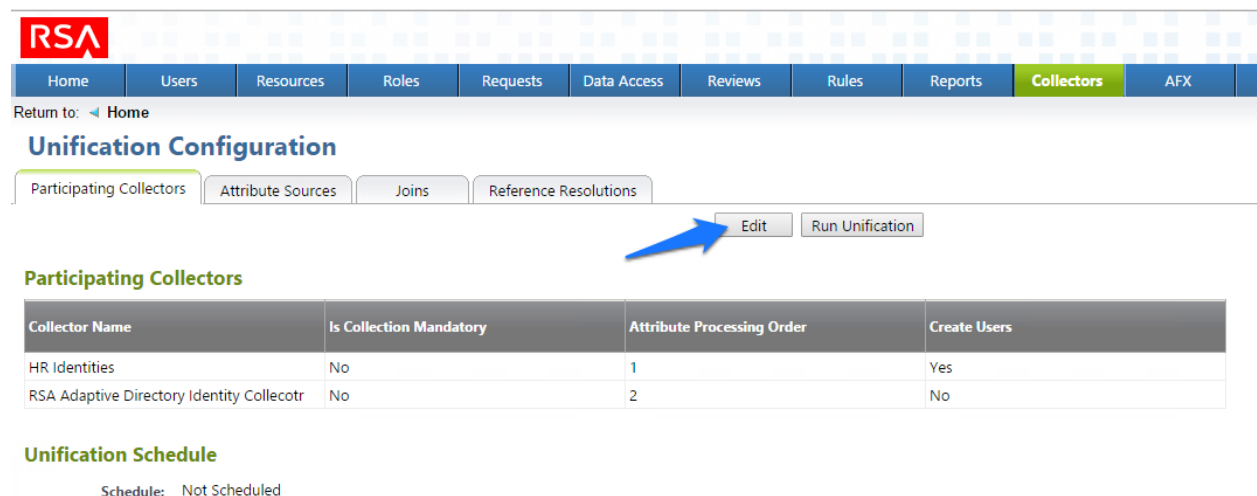 RSA
Home Users Resources Roles Requests Data Access Reviews Rules Reports Collectors AFX
Return to: Home
Unification Configuration
Participating Collectors Attribute Sources Joins Reference Resolutions
Edit Run Unification
Participating Collectors
Collector Name Is Collection Mandatory Attribute Processing Order Create Users
HR Identities No 1 Yes
RSA Adaptive Directory Identity Collecotr No 2 No
Unification Schedule
Schedule: Not Scheduled